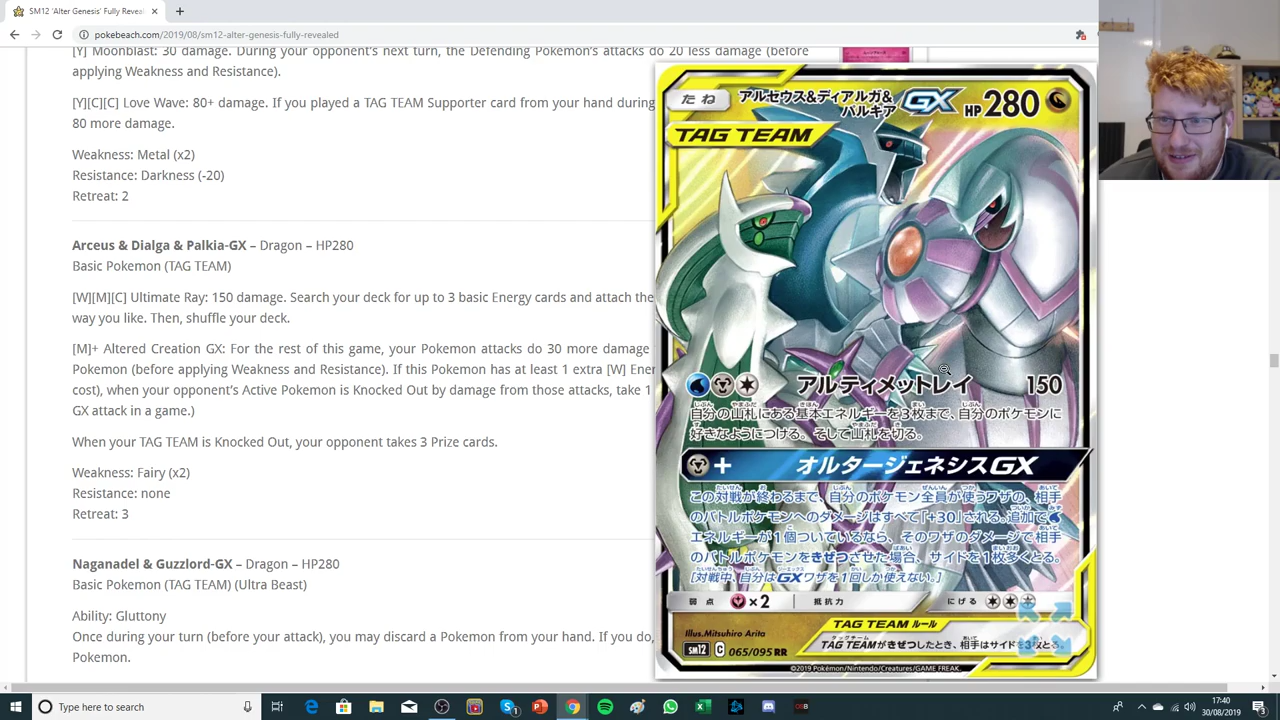 SM12 'Alter Genesis' Fully Reveal
pokebeach.com/2019/08/sm12-alter-genesis-fully-revealed
[Y] Moonblast: 30 damage. During your opponent's next turn, the Defending Pokemon's attacks do 20 less damage (before
applying Weakness and Resistance).
[Y][C][C] Love Wave: 80+ damage. If you played a TAG TEAM Supporter card from your hand during
80 more damage.
Weakness: Metal (x2)
Resistance: Darkness (-20)
Retreat: 2
Arceus & Dialga & Palkia-GX – Dragon – HP280
Basic Pokemon (TAG TEAM)
[W][M][C] Ultimate Ray: 150 damage. Search your deck for up to 3 basic Energy cards and attach the
way you like. Then, shuffle your deck.
[M]+ Altered Creation GX: For the rest of this game, your Pokemon attacks do 30 more damage
Pokemon (before applying Weakness and Resistance). If this Pokemon has at least 1 extra [W] Ener
cost), when your opponent's Active Pokemon is Knocked Out by damage from those attacks, take 1
GX attack in a game.)
When your TAG TEAM is Knocked Out, your opponent takes 3 Prize cards.
Weakness: Fairy (x2)
Resistance: none
Retreat: 3
Naganadel & Guzzlord-GX – Dragon – HP280
Basic Pokemon (TAG TEAM) (Ultra Beast)
Ability: Gluttony
Once during your turn (before your attack), you may discard a Pokemon from your hand. If you do,
Pokemon.
たね アルセウス&ディアルガ& GX HP 280
パルキア
TAG TEAM
アルティメットレイ 150
自分の山札にある基本エネルギーを3枚まで、自分のポケモンに
好きなようにつける。そして山札を切る。
+ オルタージェネシスGX
この対戦が終わるまで、自分のポケモン全員が使うワザの、相手
のバトルポケモンへのダメージはすべて「+30」される。追加で
エネルギーが1個ついているなら、そのワザのダメージで相手
のバトルポケモンをきぜつさせた場合、サイドを1枚多くとる。
[対戦中、自分はGXワザを1回しか使えない。]
弱点 ×2 抵抗力 にげる
Illus.Mitsuhiro Arita
TAG TEAM ルール
TAG TEAMがきぜつしたとき、相手はサイドを3枚とる。
SM12 C 065/095 RR
©2019 Pokémon/Nintendo/Creatures/GAME FREAK.
Type here to search
17:40
30/08/2019